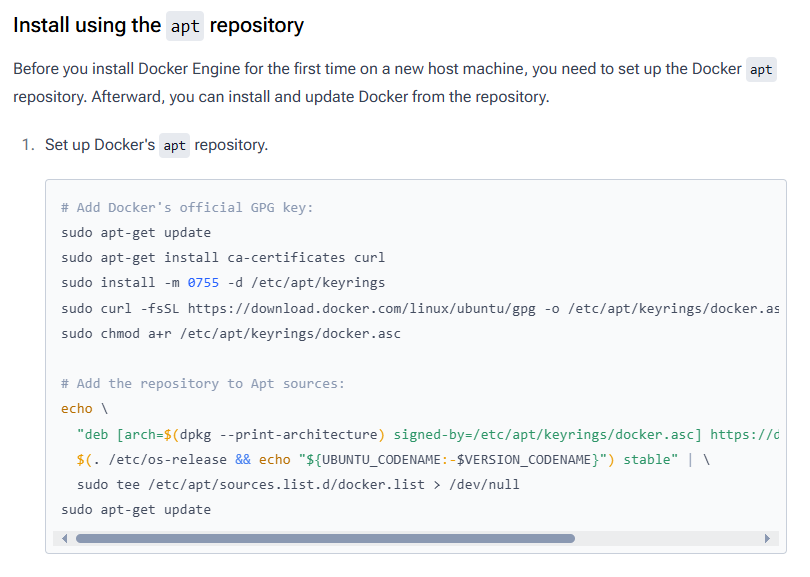 Install using the apt repository
Before you install Docker Engine for the first time on a new host machine, you need to set up the Docker apt
repository. Afterward, you can install and update Docker from the repository.
1. Set up Docker's apt repository.
# Add Docker's official GPG key:
sudo apt-get update
sudo apt-get install ca-certificates curl
sudo install -m 0755 -d /etc/apt/keyrings
sudo curl -fsSL https://download.docker.com/linux/ubuntu/gpg -o /etc/apt/keyrings/docker.as
sudo chmod a+r /etc/apt/keyrings/docker.asc
# Add the repository to Apt sources:
echo \
"deb [arch=$(dpkg --print-architecture) signed-by=/etc/apt/keyrings/docker.asc] https://d
$(. /etc/os-release && echo "${UBUNTU_CODENAME:-$VERSION_CODENAME}") stable" | \
sudo tee /etc/apt/sources.list.d/docker.list > /dev/null
sudo apt-get update